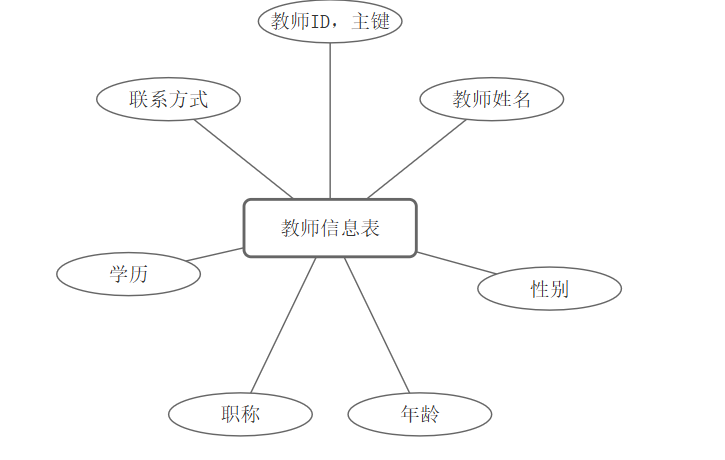 教师ID，主键
联系方式
教师姓名
教师信息表
学历
性别
职称
年龄